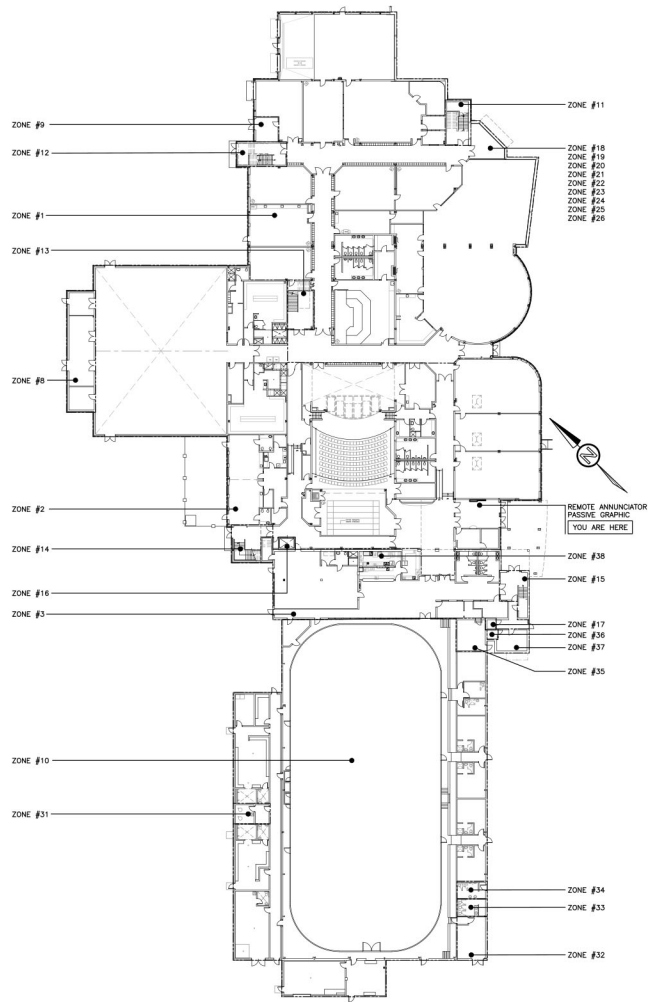 ZONE #9
ZONE #12
ZONE #1
ZONE #13
ZONE #8
ZONE #2
ZONE #14
ZONE #16
ZONE #3
ZONE #10
ZONE #31
ZONE #11
ZONE #18
ZONE #19
ZONE #20
ZONE #21
ZONE #22
ZONE #23
ZONE #24
ZONE #25
ZONE #26
N
REMOTE ANNUNCIATOR
PASSIVE GRAPHIC
YOU ARE HERE
ZONE #38
ZONE #15
ZONE #17
ZONE #36
ZONE #37
ZONE #35
ZONE #34
ZONE #33
ZONE #32